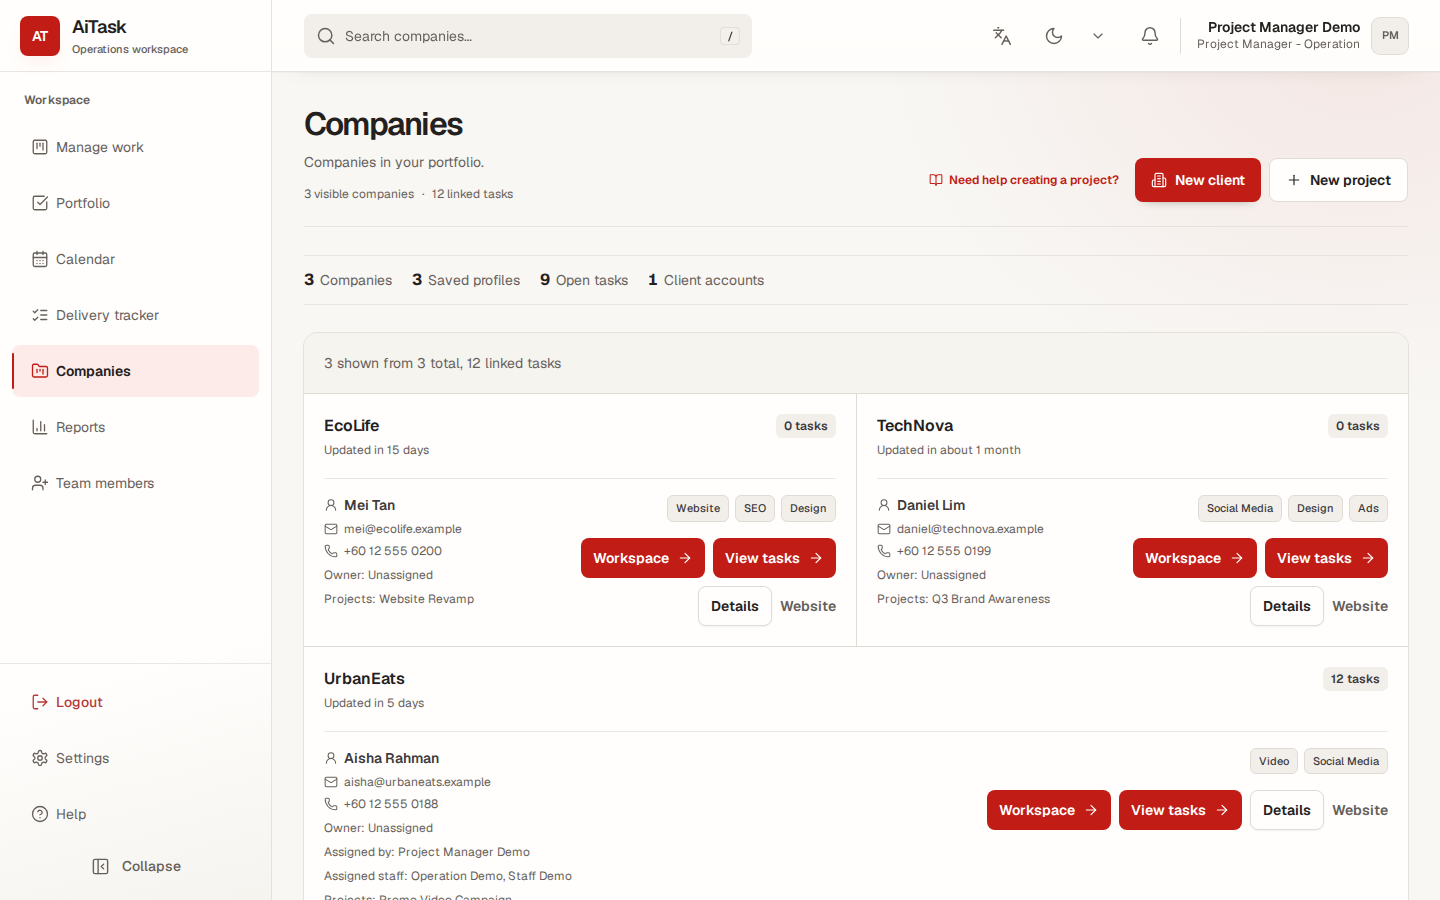 AT
AiTask
Operations workspace
Search companies...
/
Project Manager Demo
Project Manager - Operation
PM
Workspace
Manage work
Portfolio
Calendar
Delivery tracker
Companies
Reports
Team members
Logout
Settings
Help
Collapse
Companies
Companies in your portfolio.
3 visible companies · 12 linked tasks
Need help creating a project?
New client
New project
3 Companies 3 Saved profiles 9 Open tasks 1 Client accounts
3 shown from 3 total, 12 linked tasks
EcoLife
0 tasks
Updated in 15 days
Mei Tan
Website SEO Design
mei@ecolife.example
+60 12 555 0200
Workspace View tasks
Owner: Unassigned
Projects: Website Revamp
Details Website
TechNova
0 tasks
Updated in about 1 month
Daniel Lim
Social Media Design Ads
daniel@technova.example
+60 12 555 0199
Workspace View tasks
Owner: Unassigned
Projects: Q3 Brand Awareness
Details Website
UrbanEats
12 tasks
Updated in 5 days
Aisha Rahman
Video Social Media
aisha@urbaneats.example
+60 12 555 0188
Workspace View tasks Details Website
Owner: Unassigned
Assigned by: Project Manager Demo
Assigned staff: Operation Demo, Staff Demo
Projects: Promo Video Campaign